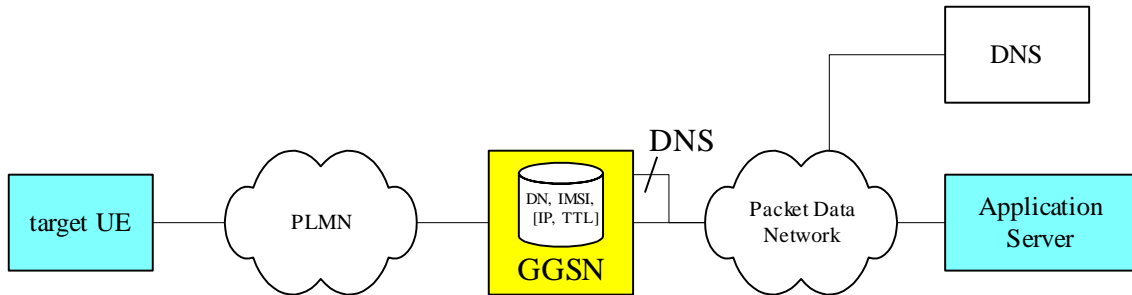 DNS
DNS
target UE
PLMN
DN, IMSI,
[IP, TTL]
GGSN
Packet Data
Network
Application
Server